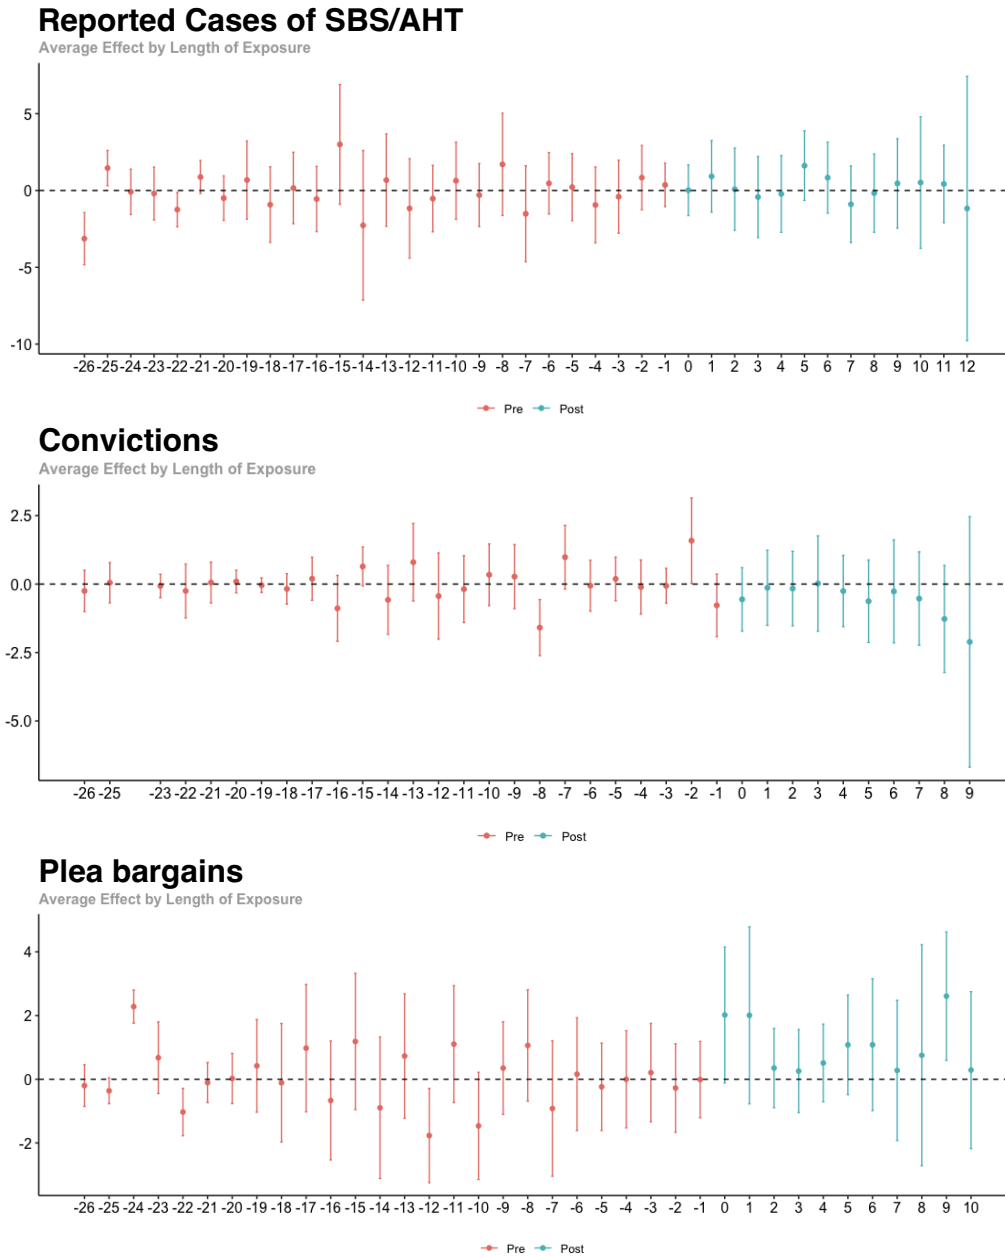 Reported Cases of SBS/AHT
Average Effect by Length of Exposure
5
0
-5
-10
-26 -25 -24 -23 -22 -21 -20 -19 -18 -17 -16 -15 -14 -13 -12 -11 -10 -9 -8 -7 -6 -5 -4 -3 -2 -1 0 1 2 3 4 5 6 7 8 9 10 11 12
Pre Post
Convictions
Average Effect by Length of Exposure
2.5
0.0
-2.5
-5.0
-26 -25 -23 -22 -21 -20 -19 -18 -17 -16 -15 -14 -13 -12 -11 -10 -9 -8 -7 -6 -5 -4 -3 -2 -1 0 1 2 3 4 5 6 7 8 9
Pre Post
Plea bargains
Average Effect by Length of Exposure
4
2
0
-2
-26 -25 -24 -23 -22 -21 -20 -19 -18 -17 -16 -15 -14 -13 -12 -11 -10 -9 -8 -7 -6 -5 -4 -3 -2 -1 0 1 2 3 4 5 6 7 8 9 10
Pre Post